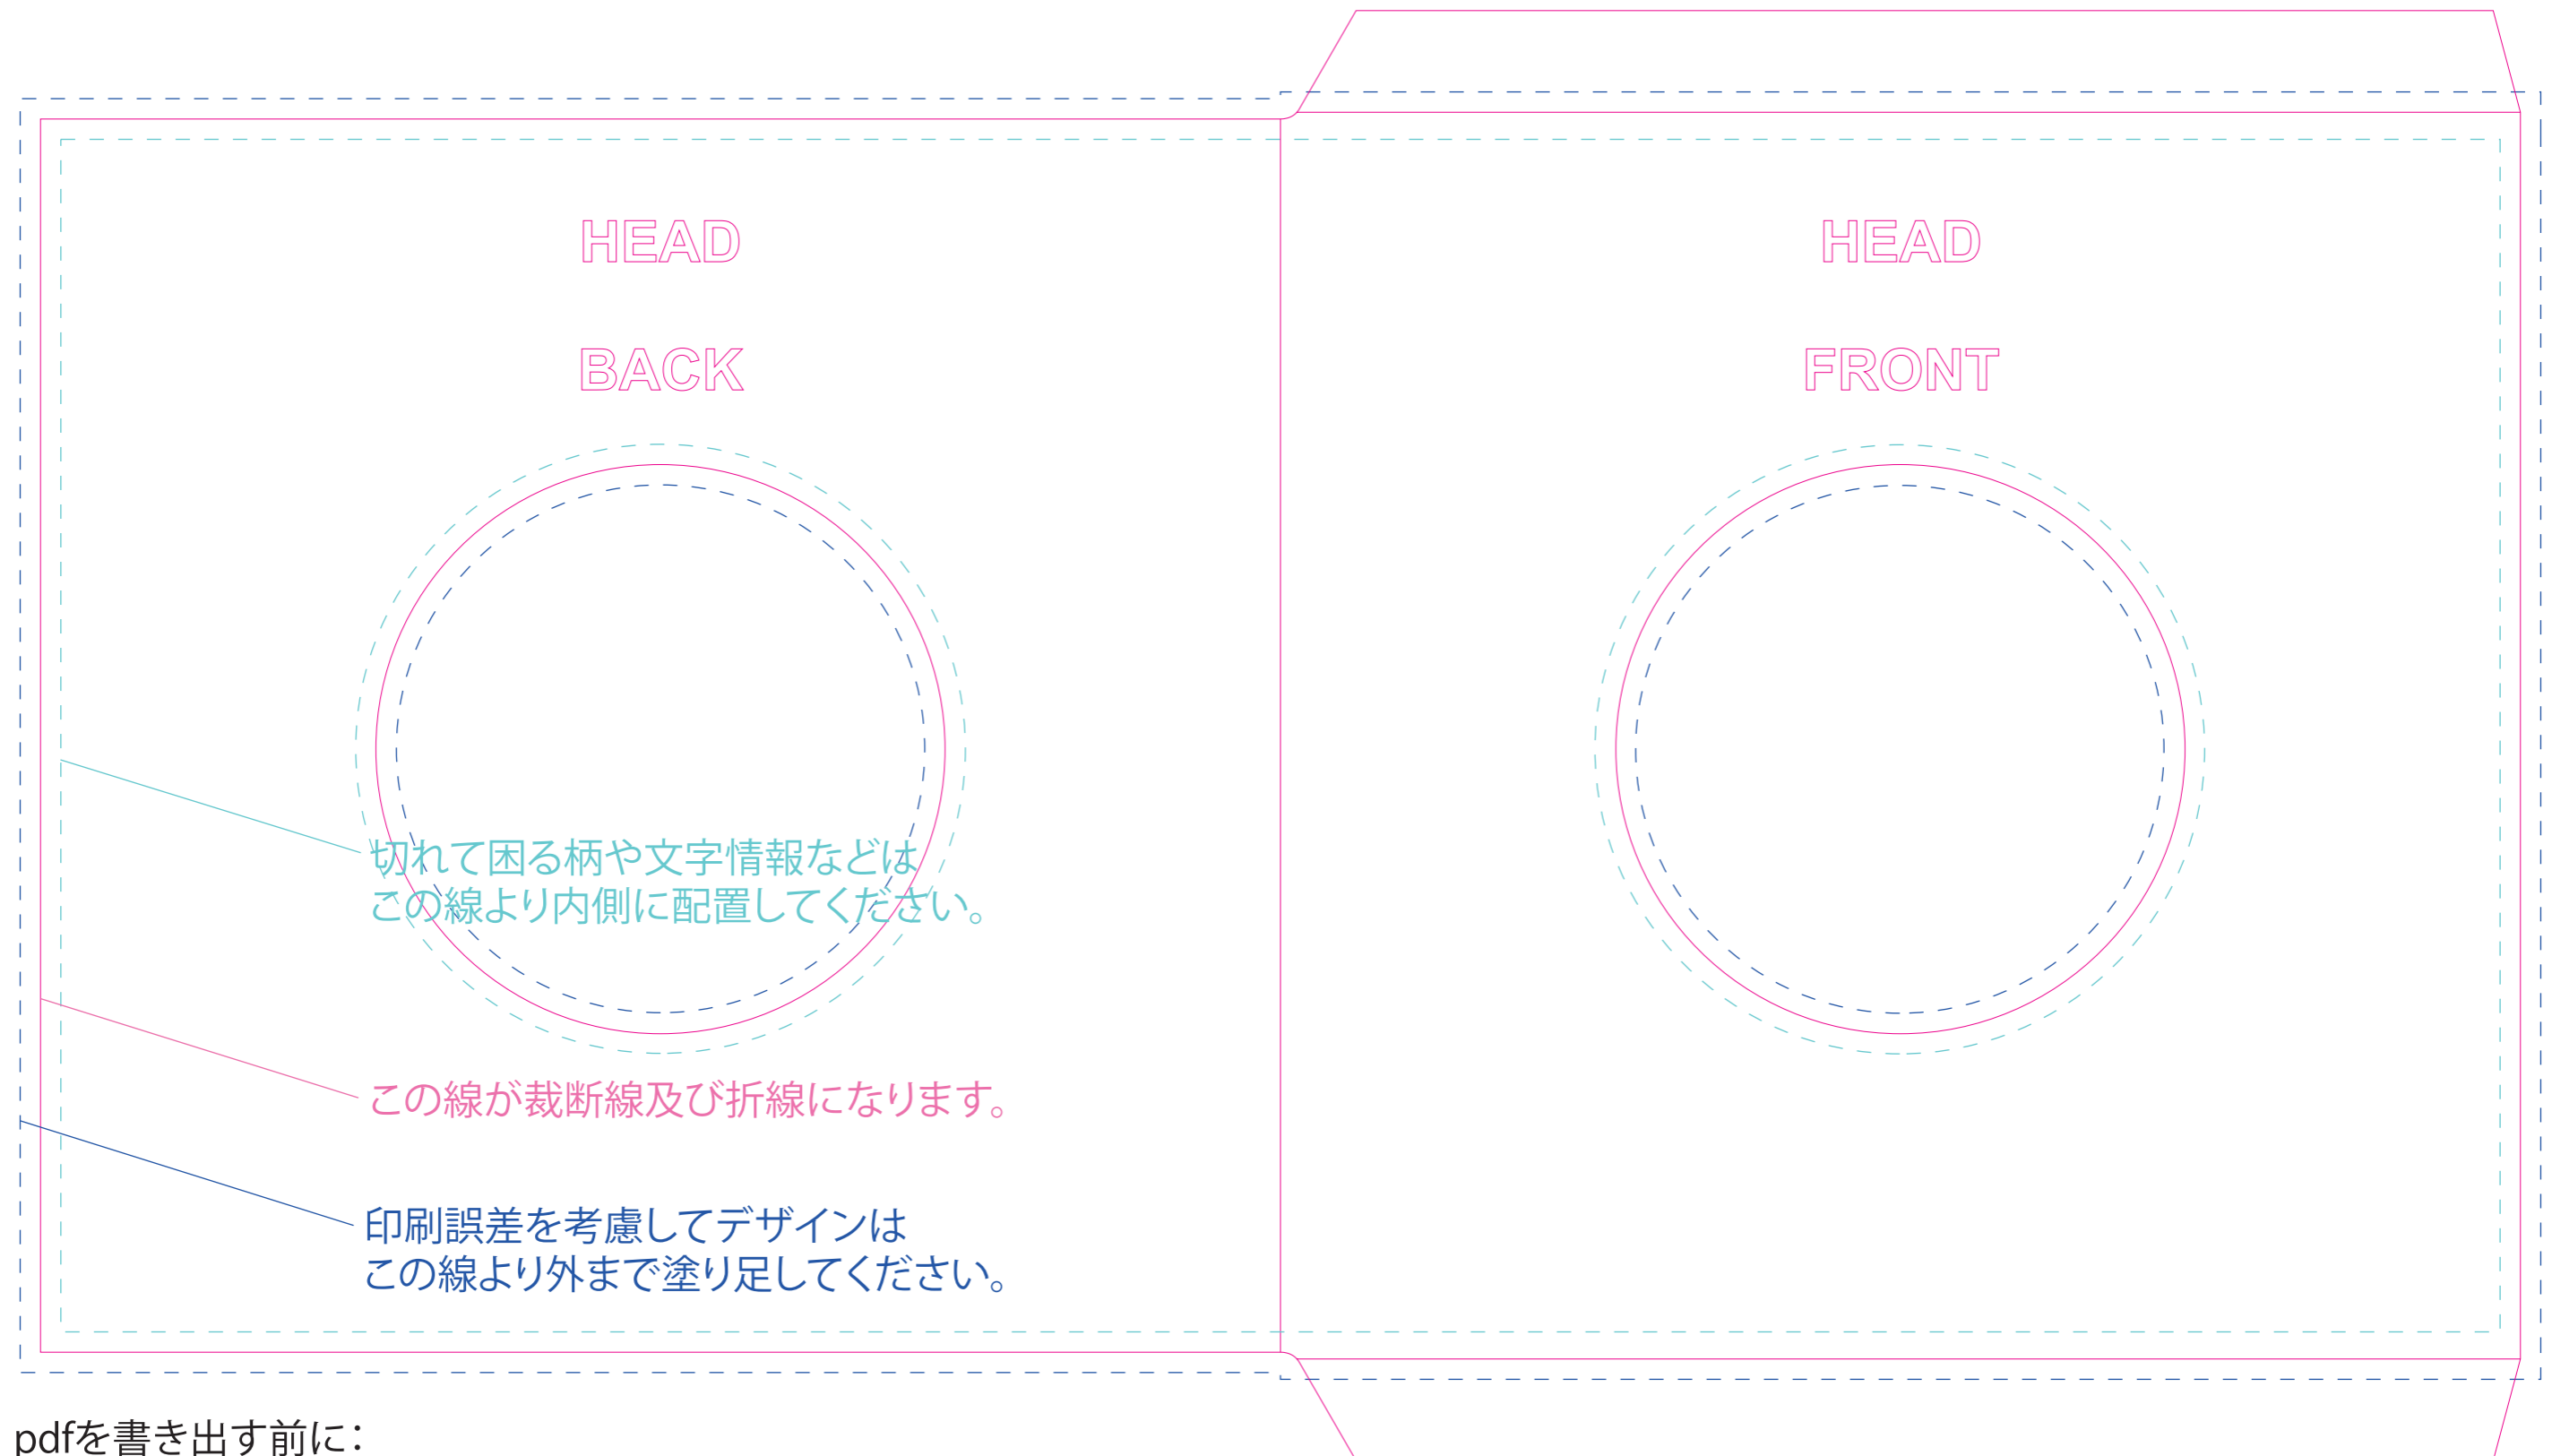 HEAD
BACK
HEAD
FRONT
切れて困る柄や文字情報などは
この線より内側に配置してください。
この線が裁断線及び折線になります。
印刷誤差を考慮してデザインは
この線より外まで塗り足してください。
pdfを書き出す前に：